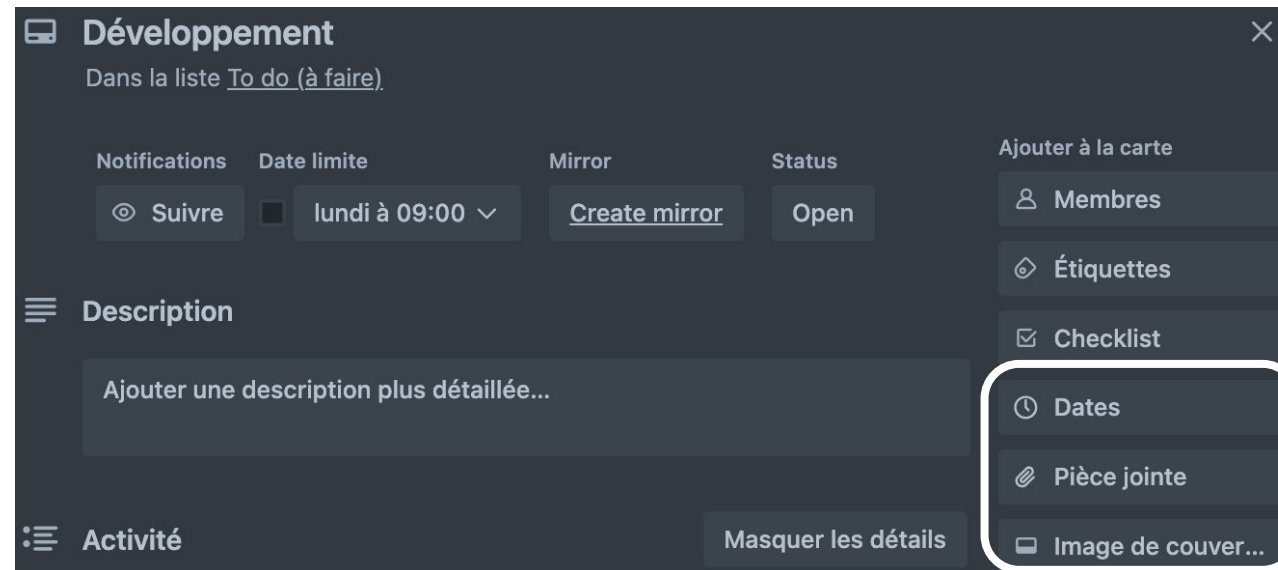 Développement
Dans la liste To do (à faire)
Notifications
Date limite
Mirror
Status
Suivre
lundi à 09:00
Create mirror
Open
Description
Ajouter une description plus détaillée...
Activité
Masquer les détails
Ajouter à la carte
Membres
Étiquettes
Checklist
Dates
Pièce jointe
Image de couver...